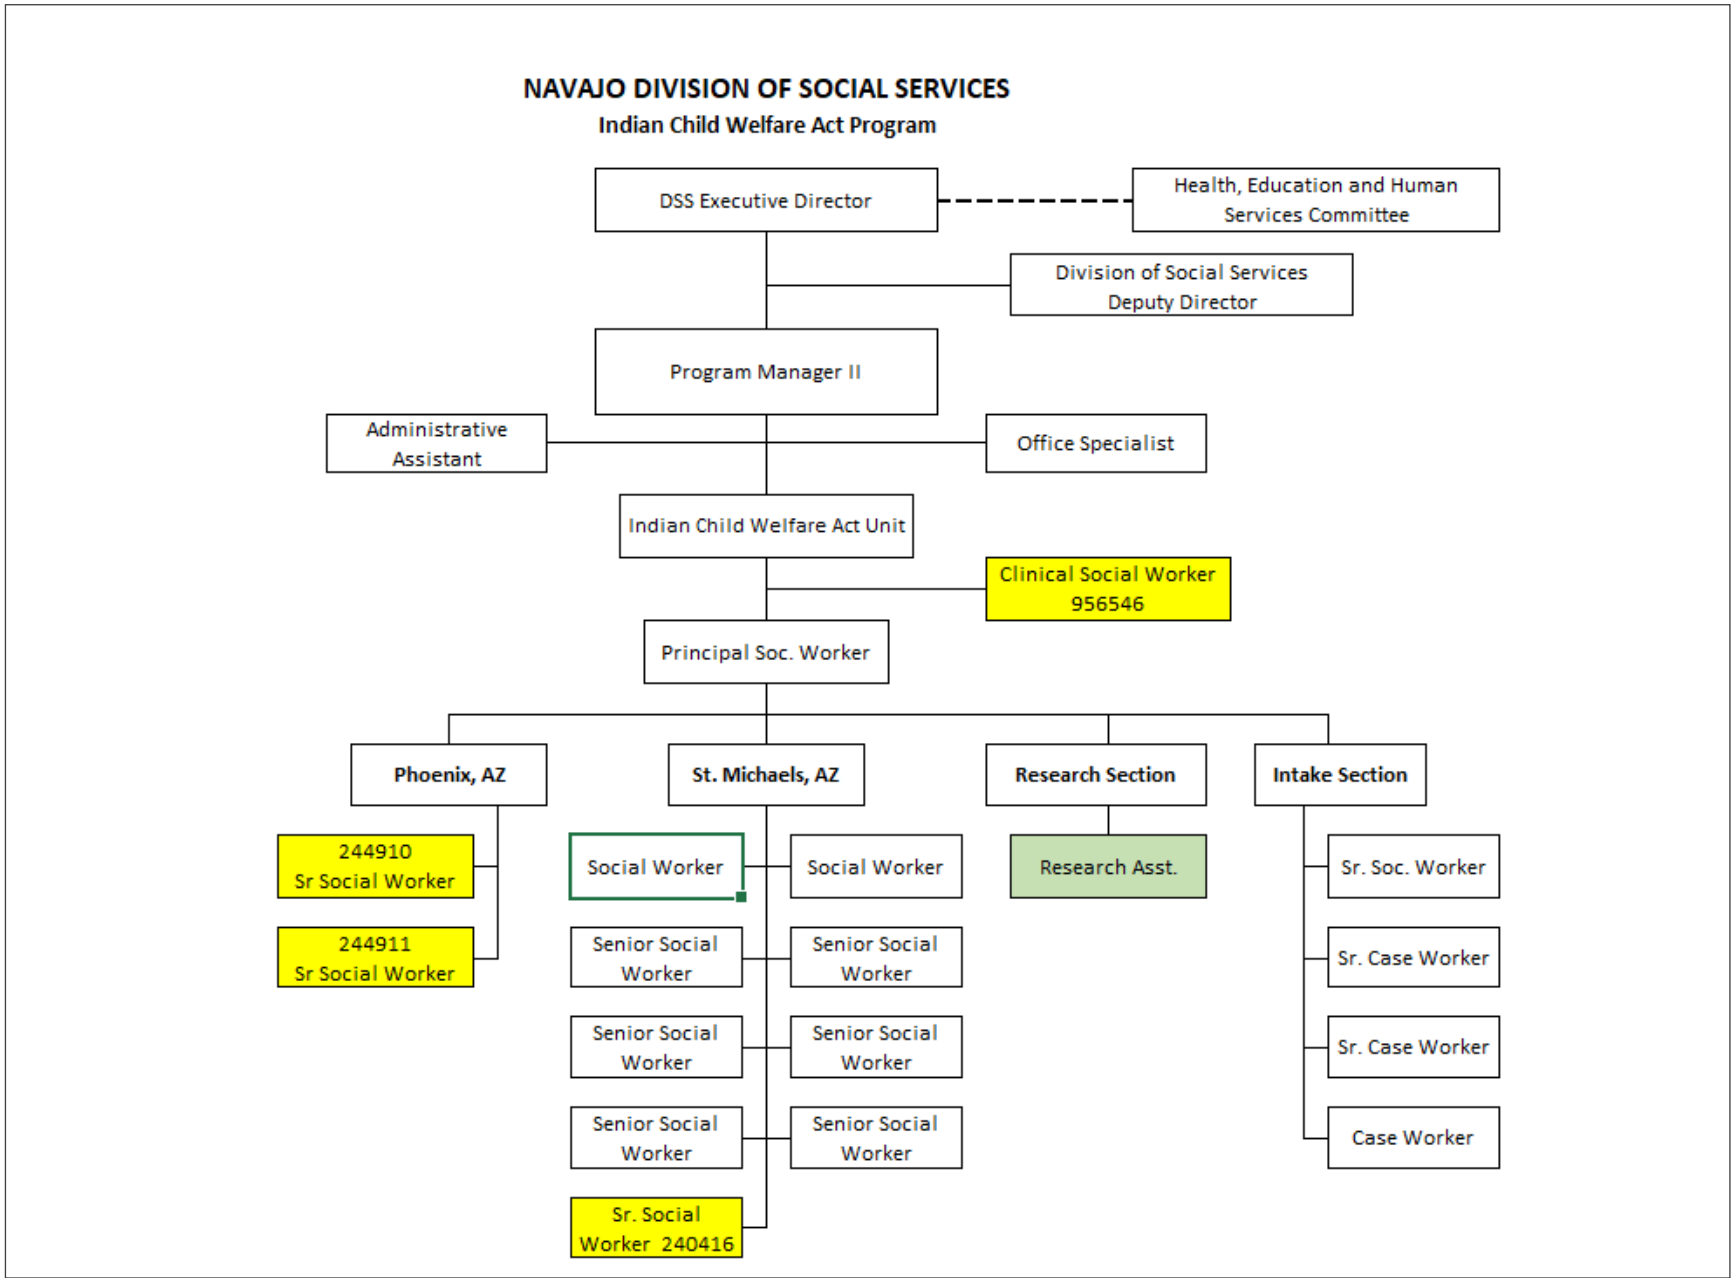 NAVAJO DIVISION OF SOCIAL SERVICES
Indian Child Welfare Act Program
DSS Executive Director
Health, Education and Human
Services Committee
Division of Social Services
Deputy Director
Program Manager II
Administrative
Assistant
Office Specialist
Indian Child Welfare Act Unit
Clinical Social Worker
956546
Principal Soc. Worker
Phoenix, AZ
St. Michaels, AZ
Research Section
Intake Section
244910
Sr Social Worker
Social Worker
Social Worker
Research Asst.
Sr. Soc. Worker
244911
Sr Social Worker
Senior Social
Worker
Senior Social
Worker
Sr. Case Worker
Senior Social
Worker
Senior Social
Worker
Sr. Case Worker
Senior Social
Worker
Senior Social
Worker
Case Worker
Sr. Social
Worker  240416